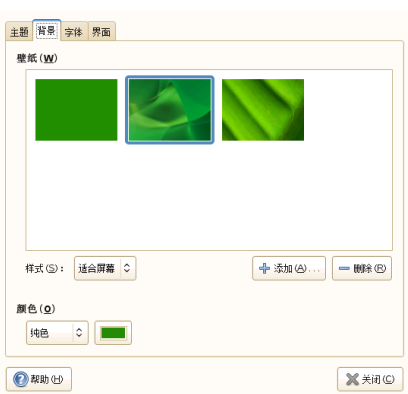 主题 背景 字体 界面
壁纸(W)
样式(S)： 适合屏幕 添加(A)... 删除(R)
颜色(O)
纯色
帮助(H) 关闭(C)